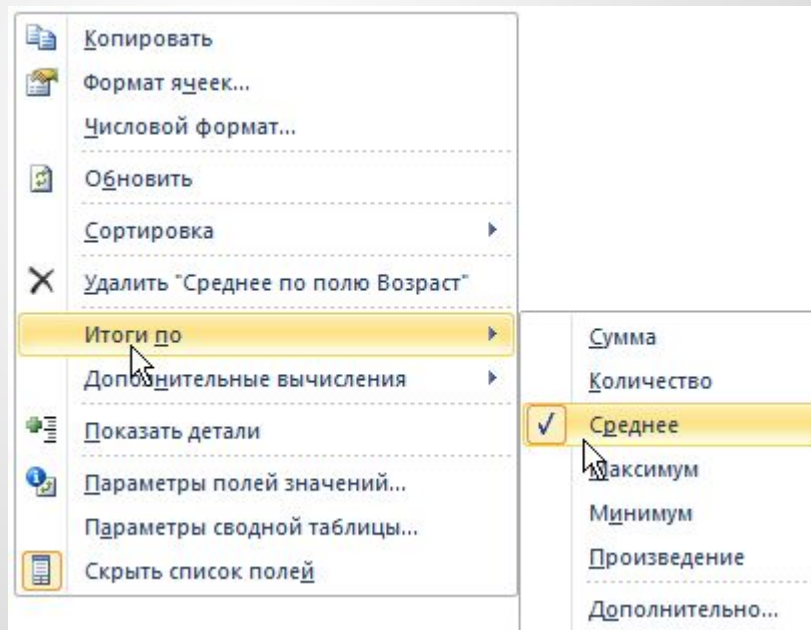 Копировать
Формат ячеек...
Числовой формат...
Обновить
Сортировка
Удалить "Среднее по полю Возраст"
Итоги по
Дополнительные вычисления
Показать детали
Параметры полей значений...
Параметры сводной таблицы...
Скрыть список полей
Сумма
Количество
Среднее
Максимум
Минимум
Произведение
Дополнительно...